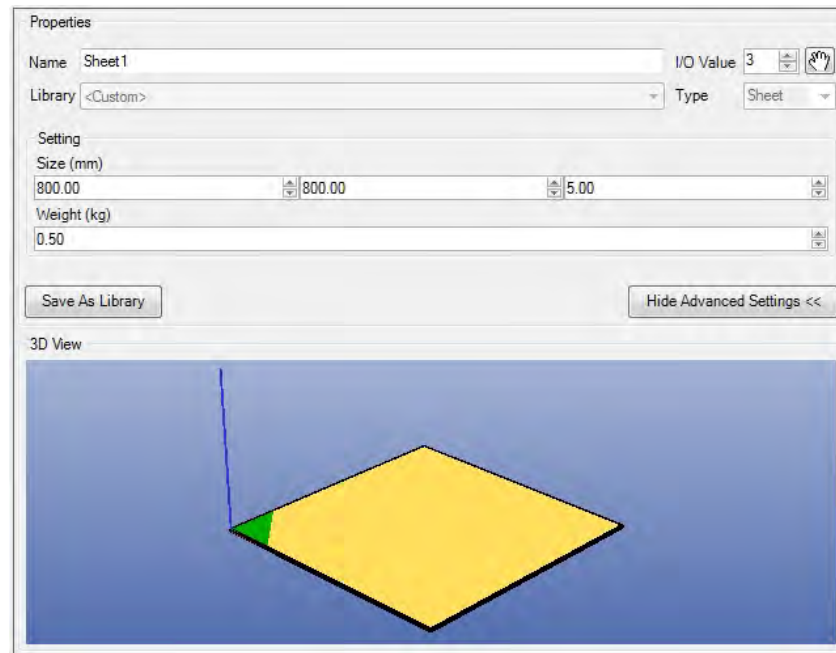 Properties
Name Sheet1 I/O Value 3
Library <Custom> Type Sheet
Setting
Size (mm)
800.00 800.00 5.00
Weight (kg)
0.50
Save As Library Hide Advanced Settings <<
3D View